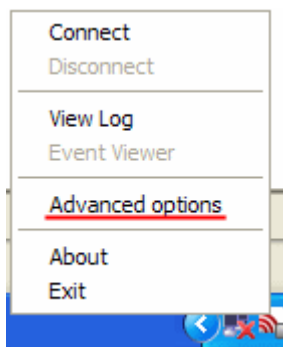 Connect
Disconnect
View Log
Event Viewer
Advanced options
About
Exit